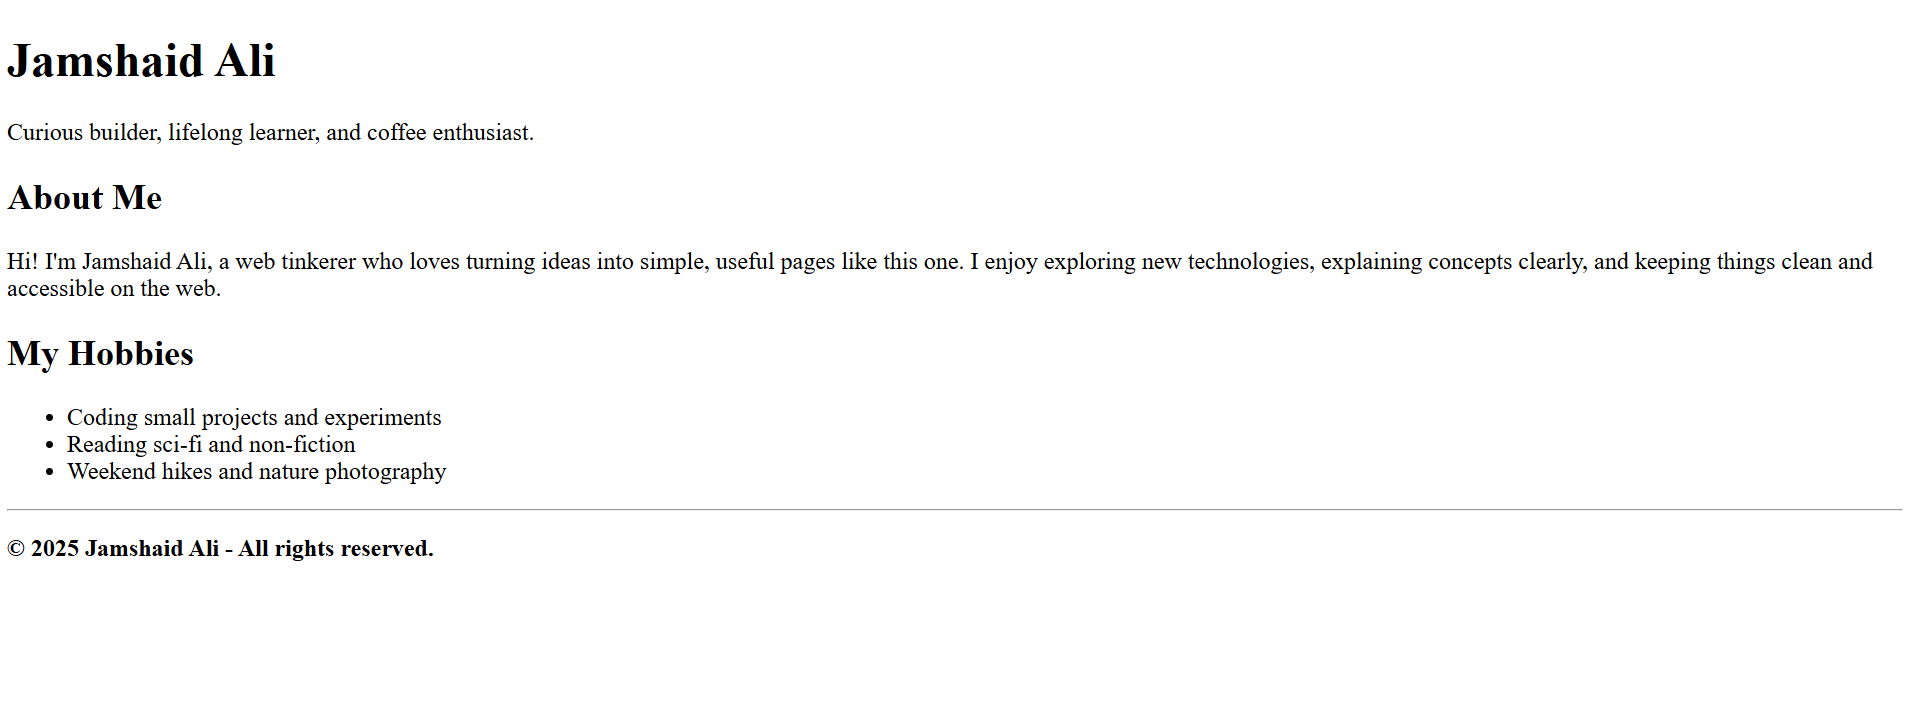 Jamshaid Ali
Curious builder, lifelong learner, and coffee enthusiast.
About Me
Hi! I'm Jamshaid Ali, a web tinkerer who loves turning ideas into simple, useful pages like this one. I enjoy exploring new technologies, explaining concepts clearly, and keeping things clean and
accessible on the web.
My Hobbies
• Coding small projects and experiments
• Reading sci-fi and non-fiction
• Weekend hikes and nature photography
© 2025 Jamshaid Ali - All rights reserved.